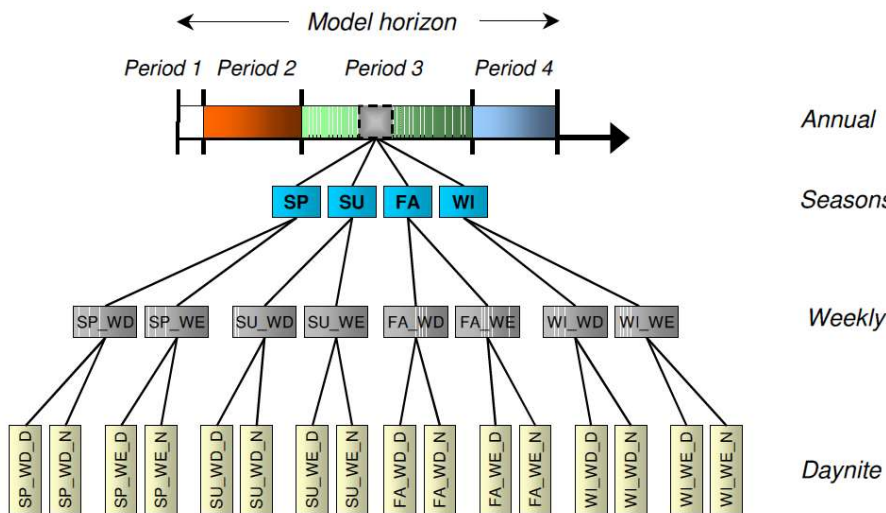 Model horizon
Period 1 Period 2 Period 3 Period 4
Annual
SP SU FA WI
Seasons
SP_WD SP_WE SU_WD SU_WE FA_WD FA_WE WI_WD WI_WE
Weekly
SP_WD_D SP_WD_N SP_WE_D SP_WE_N SU_WD_D SU_WD_N SU_WE_D SU_WE_N FA_WD_D FA_WD_N FA_WE_D FA_WE_N WI_WD_D WI_WD_N WI_WE_D WI_WE_N
Daynite